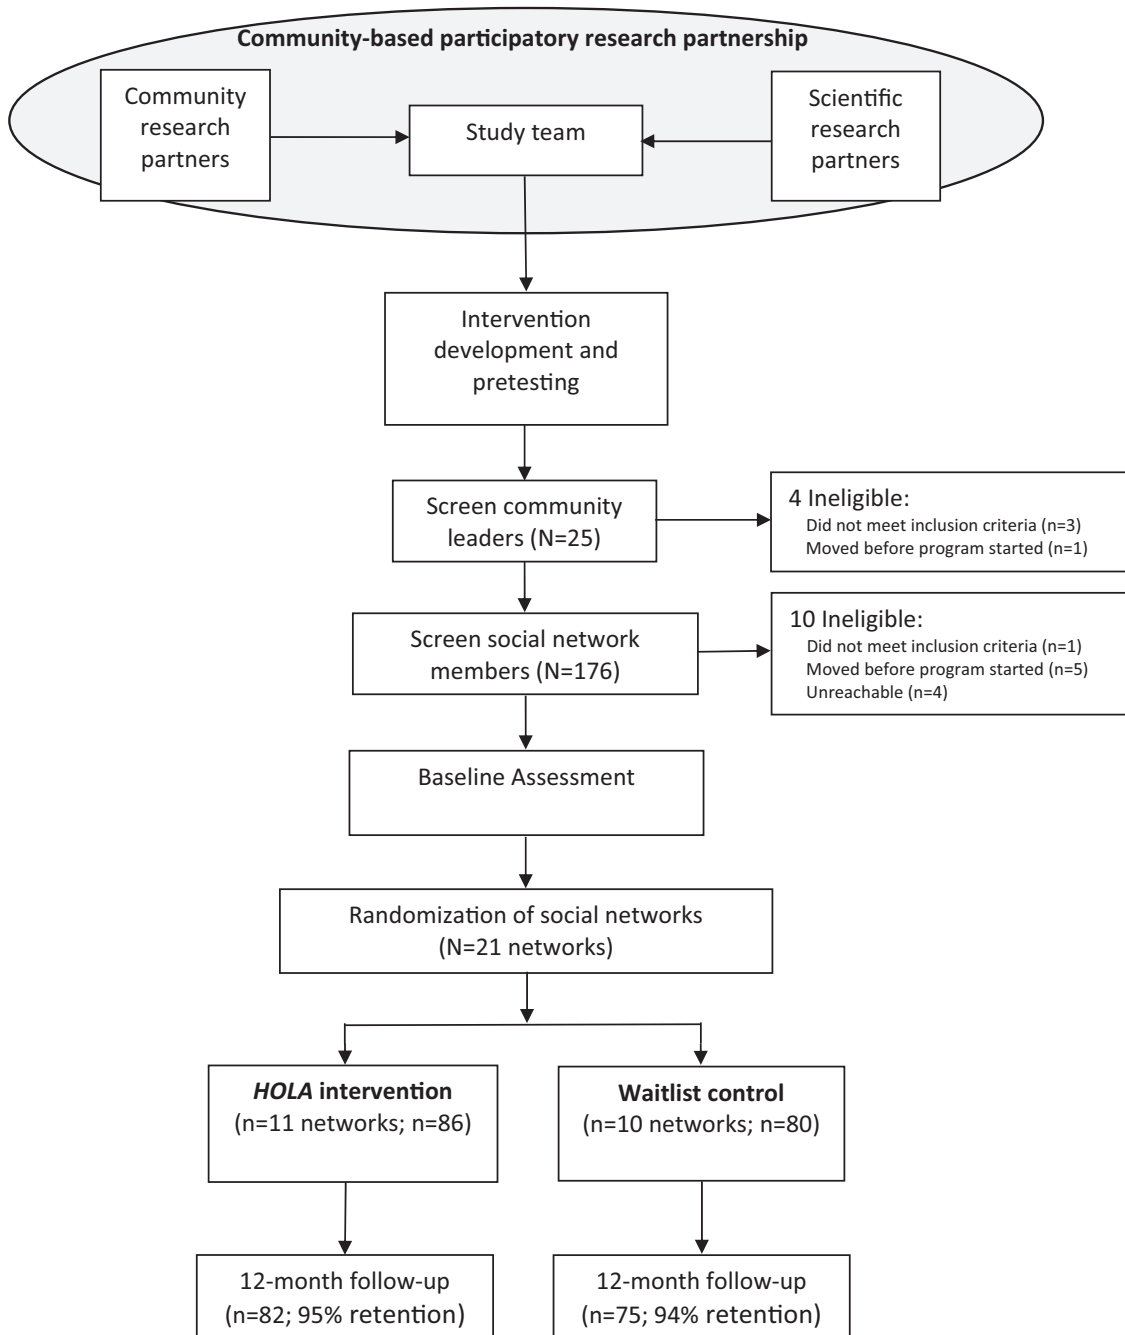 Community-based participatory research partnership
Community
research
partners
Study team
Scientific
research
partners
Intervention
development and
pretesting
Screen community
leaders (N=25)
4 Ineligible:
Did not meet inclusion criteria (n=3)
Moved before program started (n=1)
Screen social network
members (N=176)
10 Ineligible:
Did not meet inclusion criteria (n=1)
Moved before program started (n=5)
Unreachable (n=4)
Baseline Assessment
Randomization of social networks
(N=21 networks)
HOLA intervention
(n=11 networks; n=86)
Waitlist control
(n=10 networks; n=80)
12-month follow-up
(n=82; 95% retention)
12-month follow-up
(n=75; 94% retention)